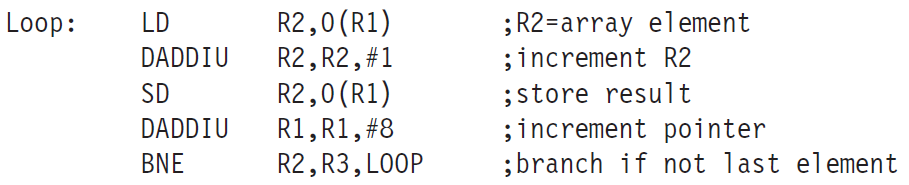 Loop: LD R2,0(R1) ;R2=array element
DADDIU R2,R2,#1 ;increment R2
SD R2,0(R1) ;store result
DADDIU R1,R1,#8 ;increment pointer
BNE R2,R3,LOOP ;branch if not last element